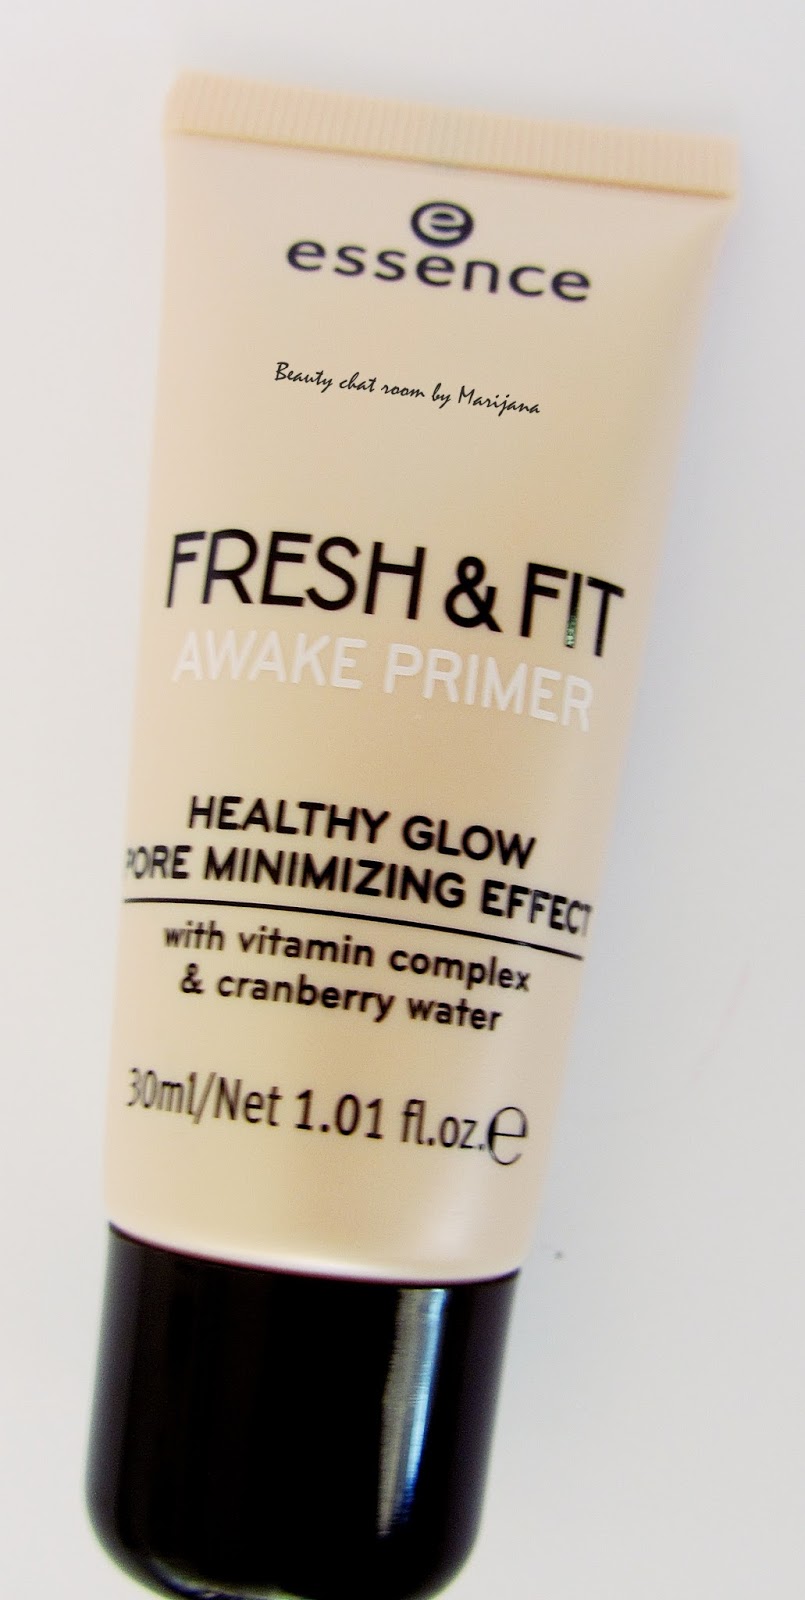 e
essence
Beauty chat room by Marijana
FRESH & FIT
AWAKE PRIMER
HEALTHY GLOW
PORE MINIMIZING EFFECT
with vitamin complex
& cranberry water
30ml/Net 1.01 fl.oz.℮